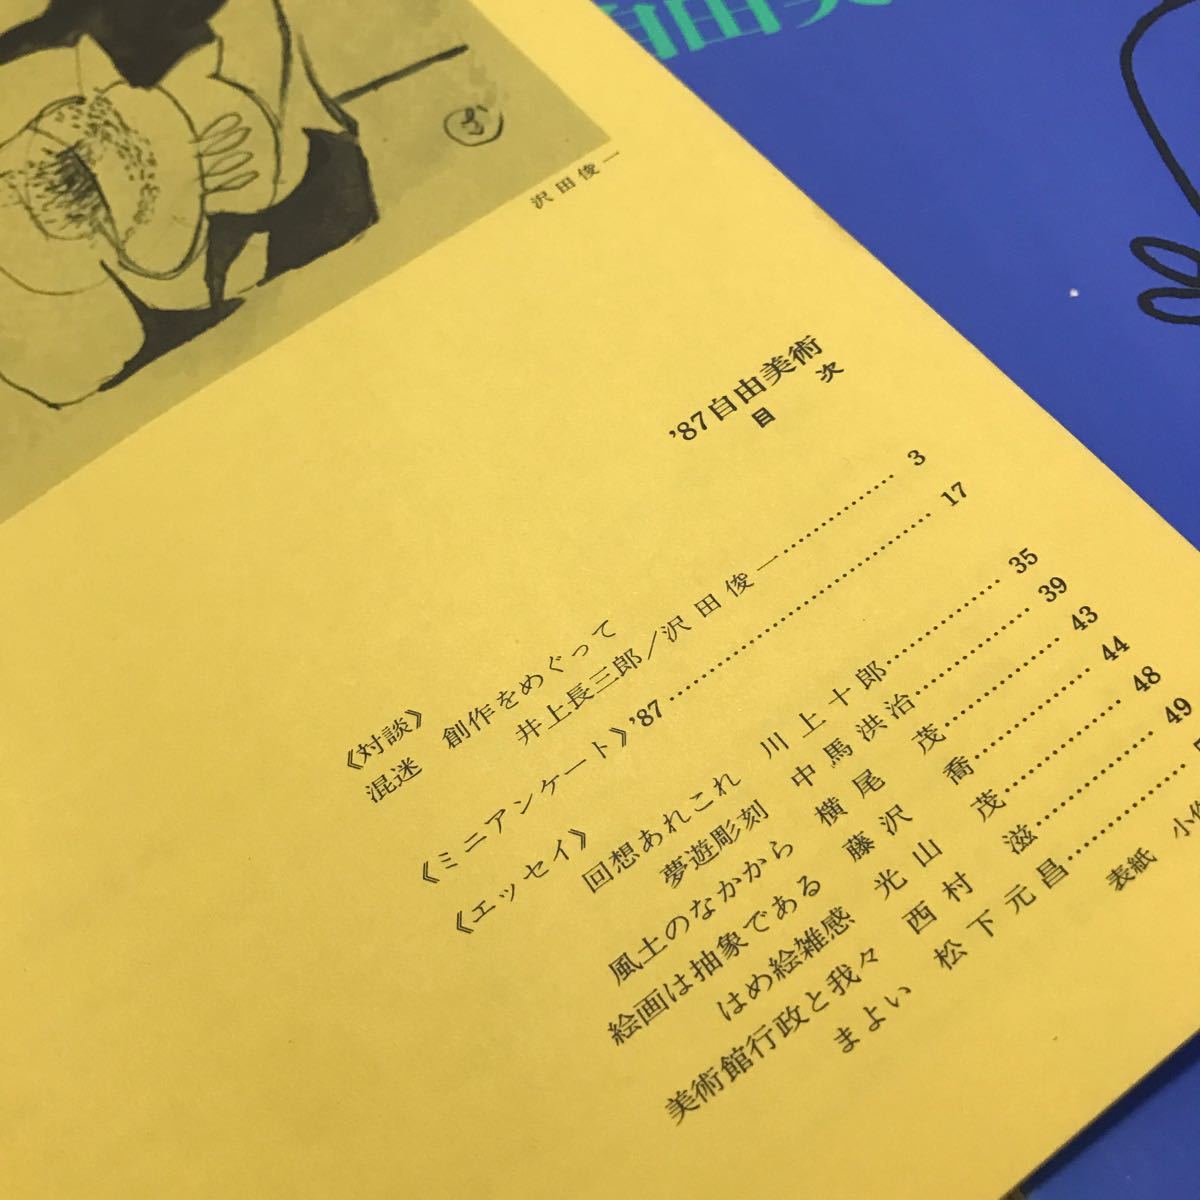 自由美
沢田俊一
'87自由美術
目次
《対談》
混迷 創作をめぐって
井上長三郎/沢田俊一…………3
《ミニアンケート》'87…………17
《エッセイ》
回想あれこれ 川上十郎…………35
夢遊彫刻 中馬洪治…………39
風土のなかから 横尾茂…………43
絵画は抽象である 藤沢喬…………44
はめ絵雑感 光山茂…………48
美術館行政と我々 西村滋…………49
まよい 松下元昌…………
表紙 小